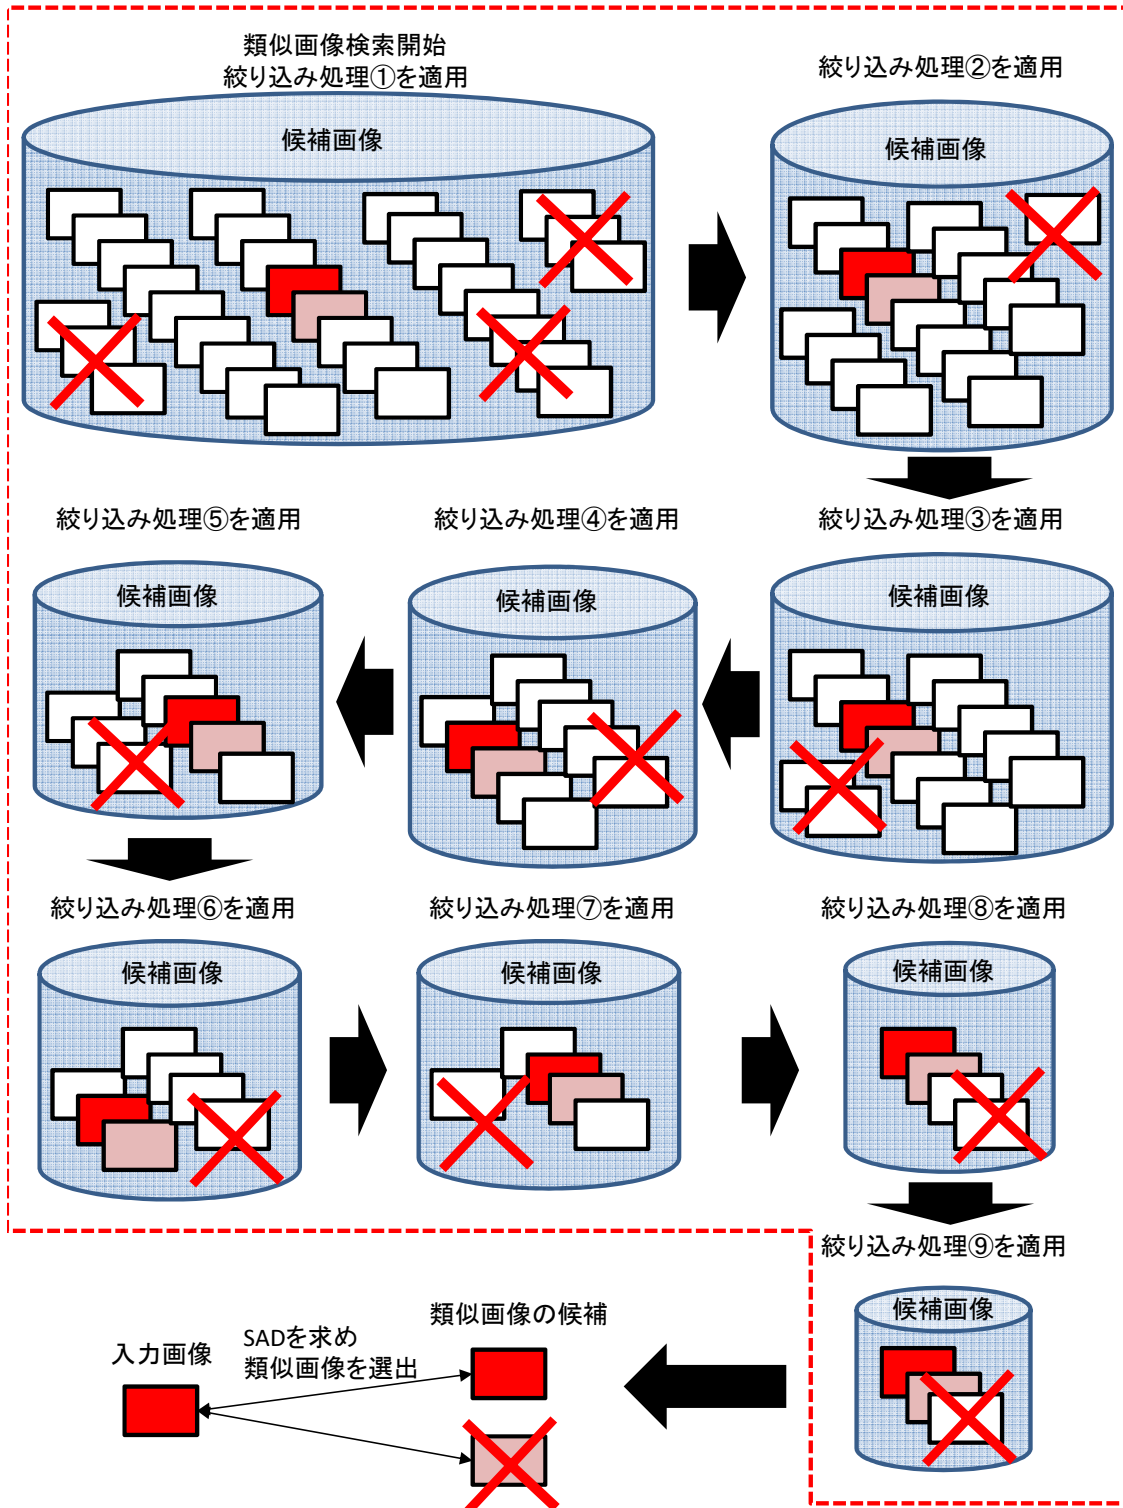 類似画像検索開始
絞り込み処理①を適用
候補画像
絞り込み処理②を適用
候補画像
絞り込み処理③を適用
候補画像
絞り込み処理④を適用
候補画像
絞り込み処理⑤を適用
候補画像
絞り込み処理⑥を適用
候補画像
絞り込み処理⑦を適用
候補画像
絞り込み処理⑧を適用
候補画像
絞り込み処理⑨を適用
候補画像
類似画像の候補
SADを求め
類似画像を選出
入力画像